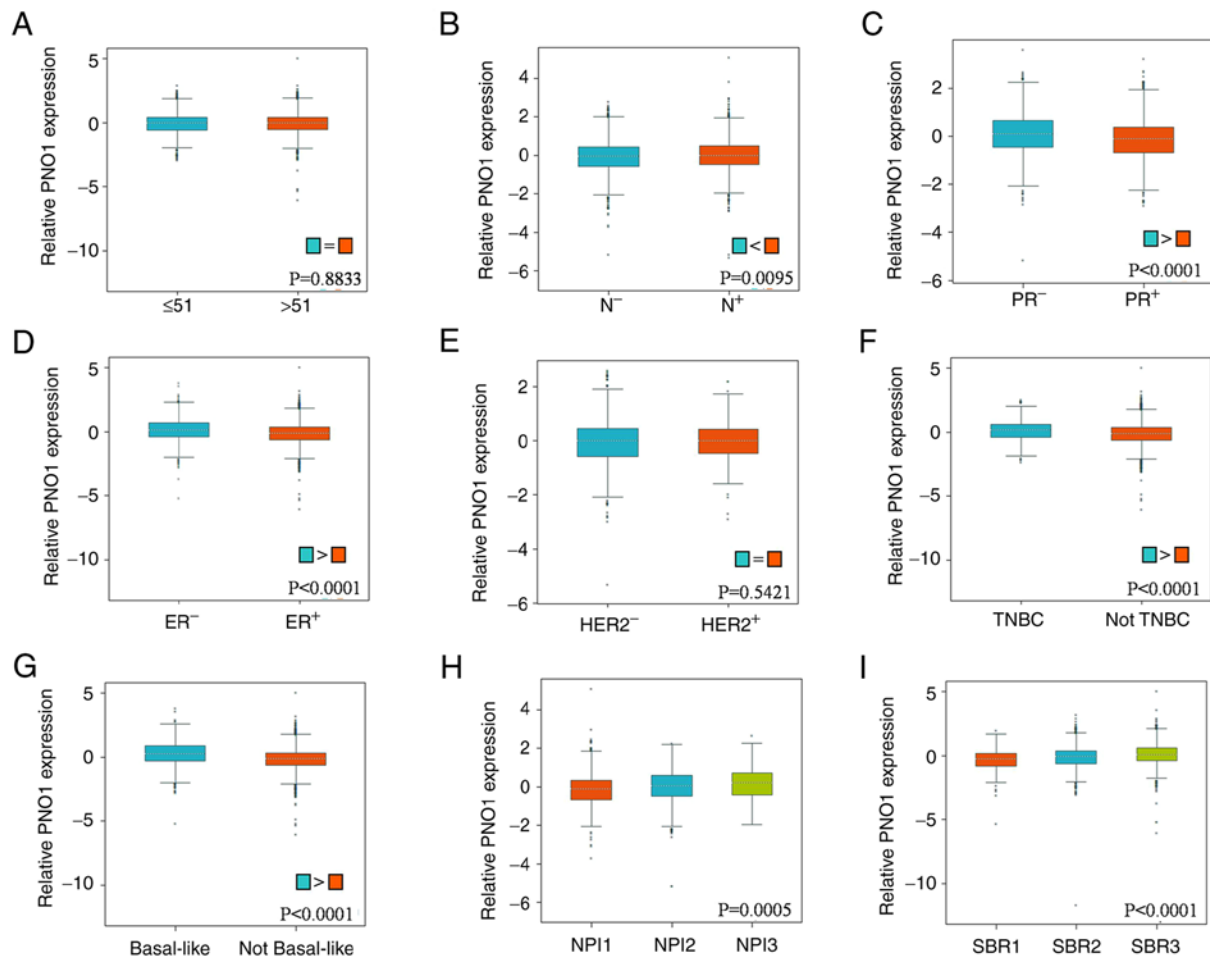 A
Relative PNO1 expression
5
0
−5
−10
=
P=0.8833
≤51 >51
B
Relative PNO1 expression
4
2
0
−2
−4
−6
<
P=0.0095
N− N+
C
Relative PNO1 expression
2
0
−2
−4
−6
>
P<0.0001
PR− PR+
D
Relative PNO1 expression
5
0
−5
−10
>
P<0.0001
ER− ER+
E
Relative PNO1 expression
2
0
−2
−4
−6
=
P=0.5421
HER2− HER2+
F
Relative PNO1 expression
5
0
−5
−10
>
P<0.0001
TNBC Not TNBC
G
Relative PNO1 expression
5
0
−5
−10
>
P<0.0001
Basal-like Not Basal-like
H
Relative PNO1 expression
4
2
0
−2
−4
−6
P=0.0005
NPI1 NPI2 NPI3
I
Relative PNO1 expression
5
0
−5
−10
P<0.0001
SBR1 SBR2 SBR3